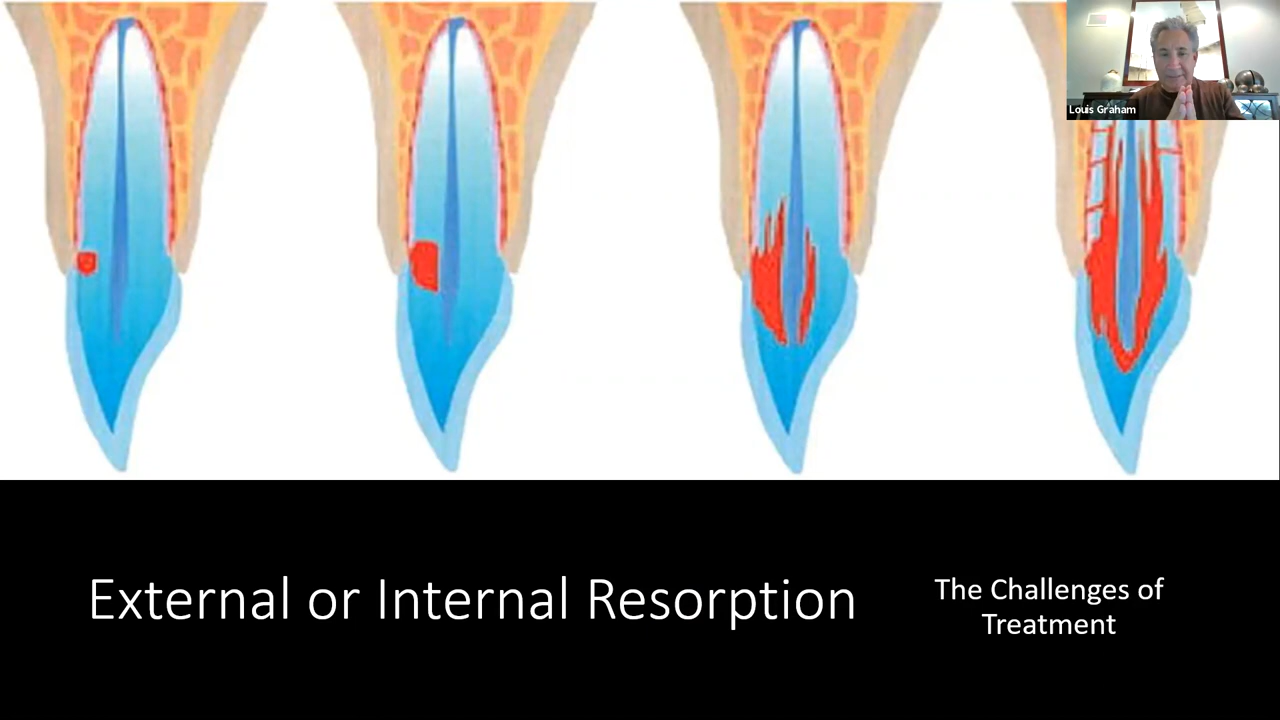 Louis Graham
External or Internal Resorption
The Challenges of
Treatment